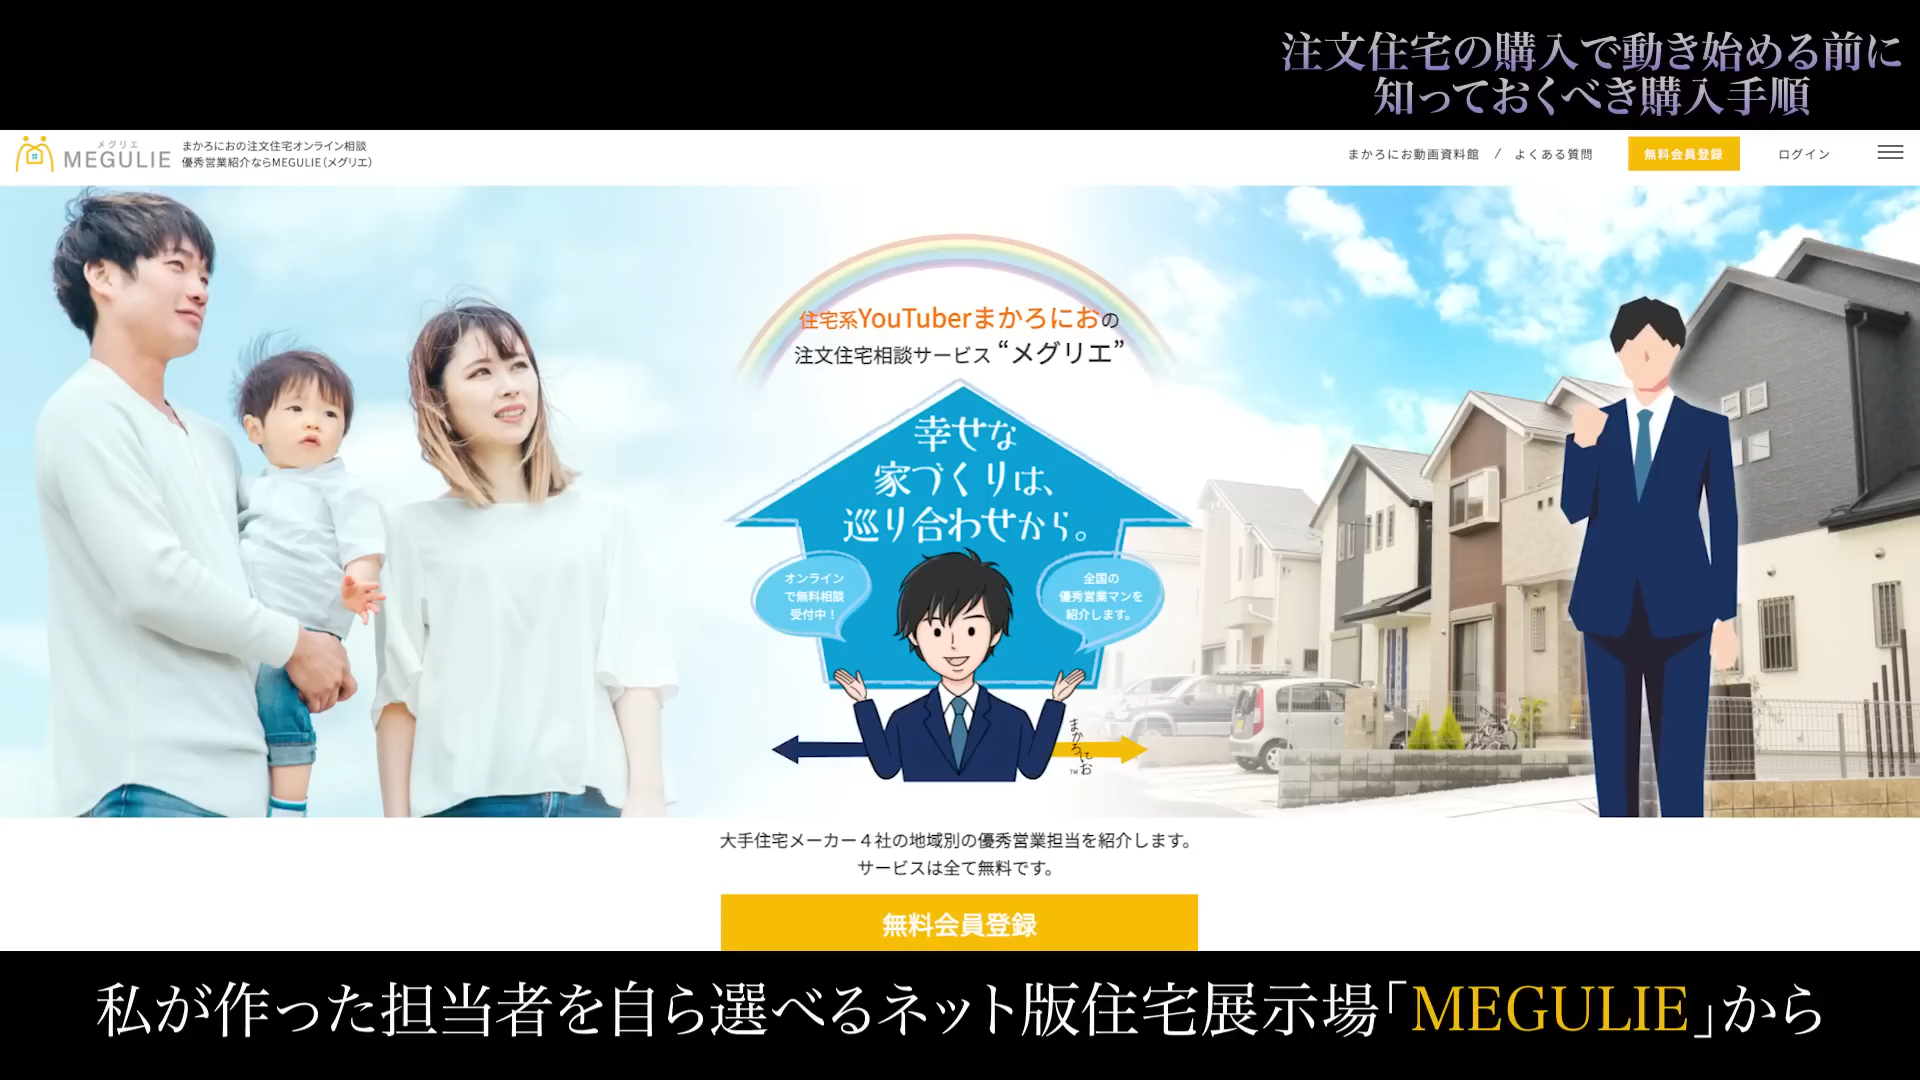 注文住宅の購入で動き始める前に
知っておくべき購入手順
メグリエ
MEGULIE
まかろにおの注文住宅オンライン相談
優秀営業紹介ならMEGULIE(メグリエ)
まかろにお動画資料館 / よくある質問
無料会員登録
ログイン
住宅系YouTuberまかろにおの
注文住宅相談サービス“メグリエ”
幸せな
家づくりは、
巡り合わせから。
オンライン
で無料相談
受付中！
全国の
優秀営業マンを
紹介します。
まかろにお
TM
大手住宅メーカー４社の地域別の優秀営業担当を紹介します。
サービスは全て無料です。
無料会員登録
私が作った担当者を自ら選べるネット版住宅展示場「MEGULIE」から